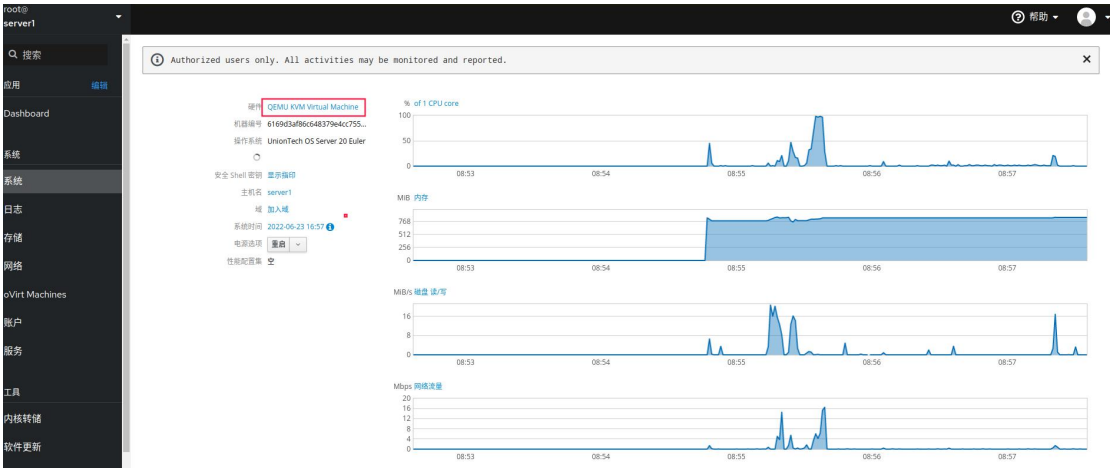 root@
server1
帮助
搜索
应用
编辑
Dashboard
系统
系统
日志
存储
网络
oVirt Machines
账户
服务
工具
内核转储
软件更新
Authorized users only. All activities may be monitored and reported.
硬件 QEMU KVM Virtual Machine
机器编号 6169d3af86c648379e4cc755...
操作系统 UnionTech OS Server 20 Euler
安全 Shell 密钥 显示指印
主机名 server1
域 加入域
系统时间 2022-06-23 16:57
电源选项 重启
性能配置集 空
% of 1 CPU core
100
50
0
08:53 08:54 08:55 08:56 08:57
MiB 内存
768
512
256
0
08:53 08:54 08:55 08:56 08:57
MiB/s 磁盘 读/写
16
8
0
08:53 08:54 08:55 08:56 08:57
Mbps 网络流量
20
16
12
8
4
0
08:53 08:54 08:55 08:56 08:57